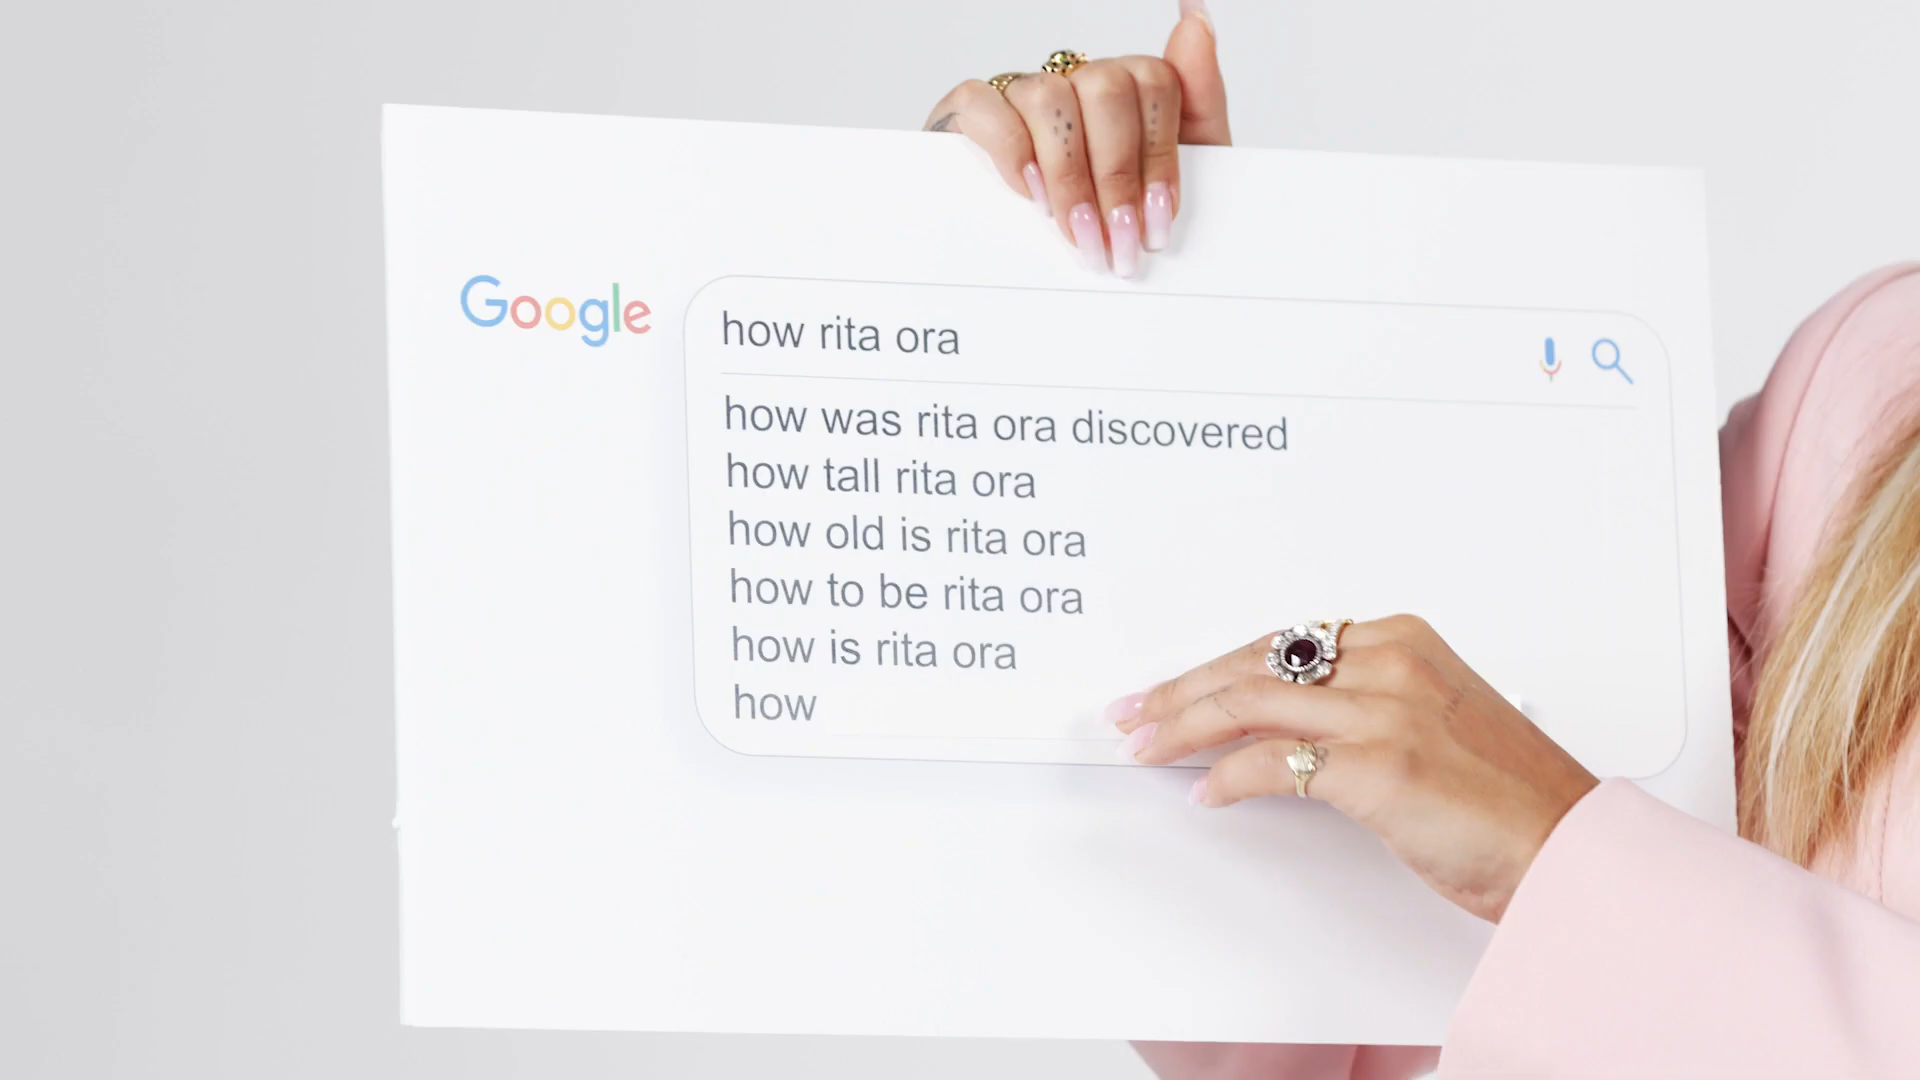 Google
how rita ora
how was rita ora discovered
how tall rita ora
how old is rita ora
how to be rita ora
how is rita ora
how